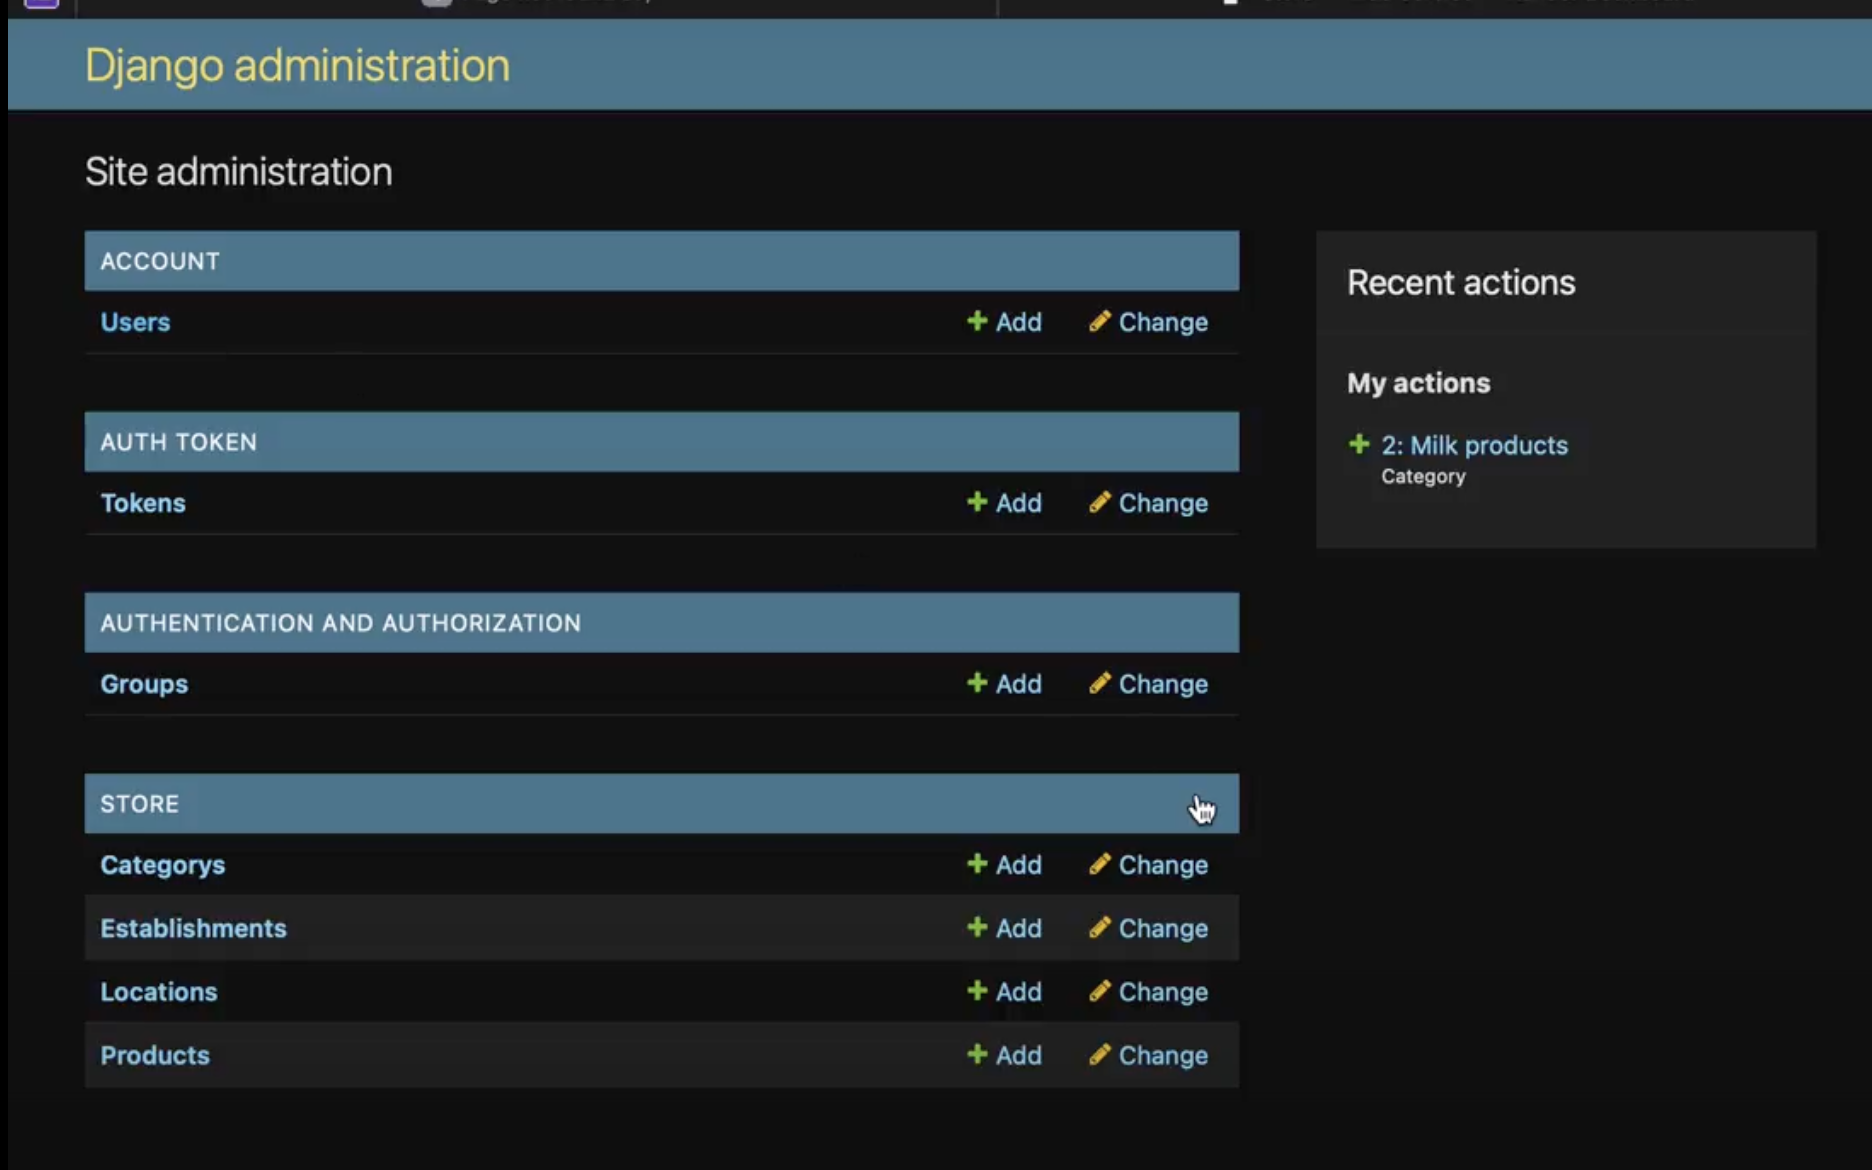 Django administration
Site administration
ACCOUNT
Users
Add
Change
AUTH TOKEN
Tokens
Add
Change
AUTHENTICATION AND AUTHORIZATION
Groups
Add
Change
STORE
Categorys
Add
Change
Establishments
Add
Change
Locations
Add
Change
Products
Add
Change
Recent actions
My actions
2: Milk products
Category